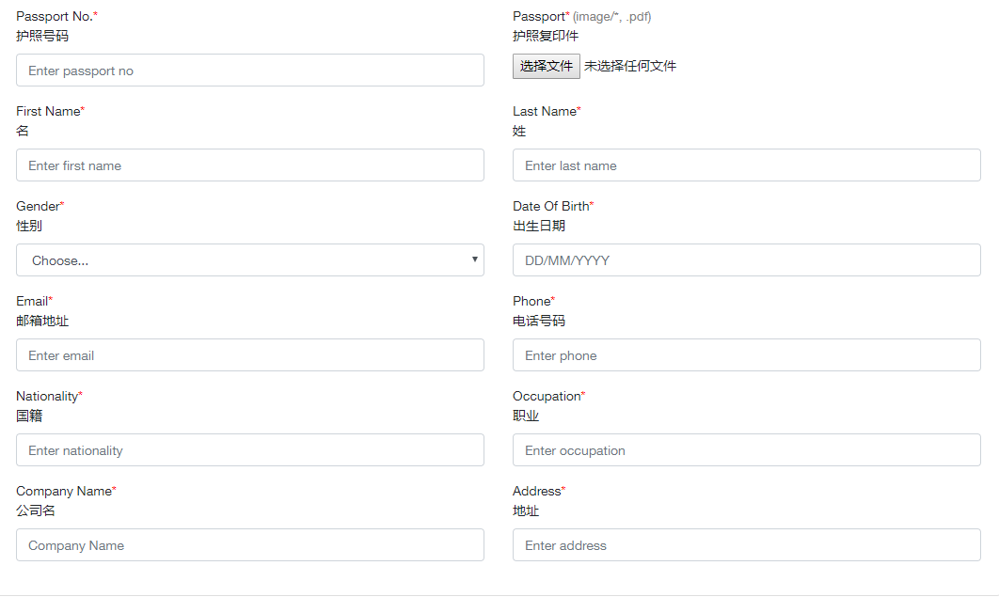 Passport No.*
护照号码
Enter passport no
Passport* (image/*, .pdf)
护照复印件
选择文件 未选择任何文件
First Name*
名
Enter first name
Last Name*
姓
Enter last name
Gender*
性别
Choose...
Date Of Birth*
出生日期
DD/MM/YYYY
Email*
邮箱地址
Enter email
Phone*
电话号码
Enter phone
Nationality*
国籍
Enter nationality
Occupation*
职业
Enter occupation
Company Name*
公司名
Company Name
Address*
地址
Enter address